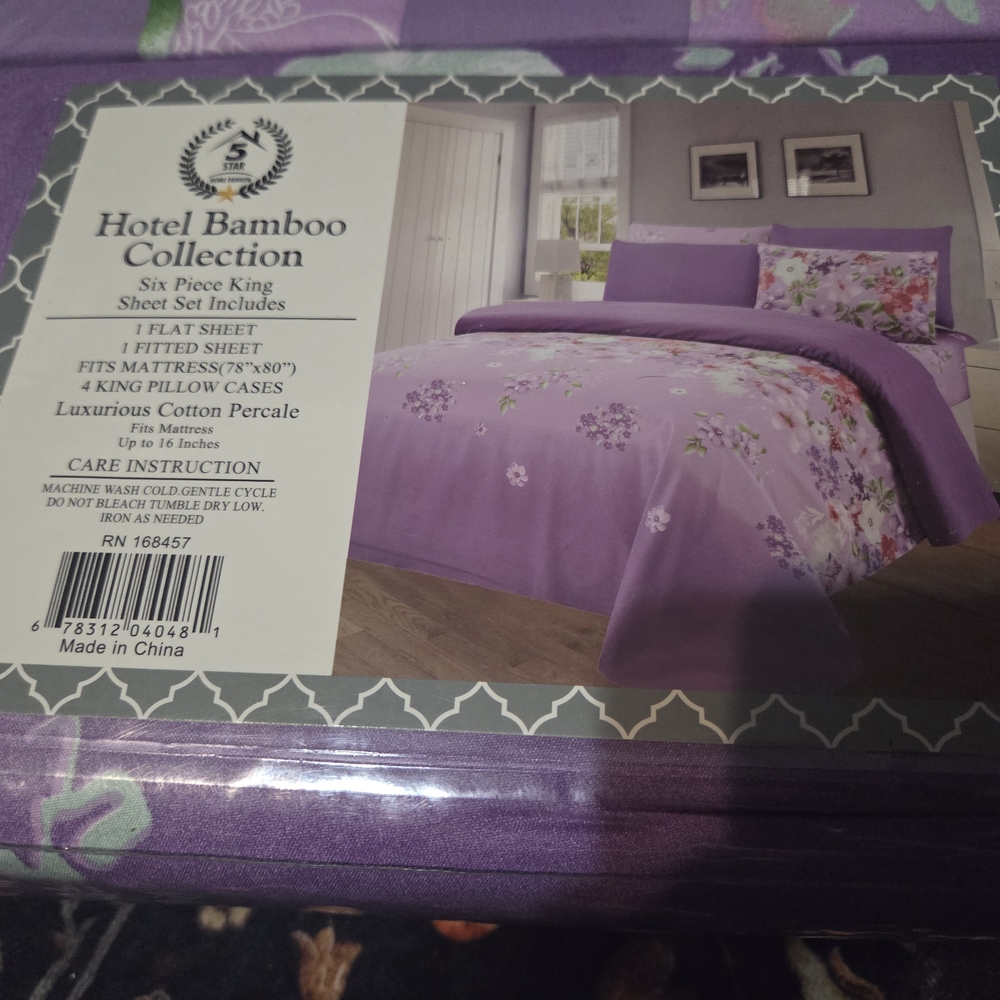 5
STAR
Hotel Bamboo
Collection
Six Piece King
Sheet Set Includes
1 FLAT SHEET
1 FITTED SHEET
FITS MATTRESS(78”x80”)
4 KING PILLOW CASES
Luxurious Cotton Percale
Fits Mattress
Up to 16 Inches
CARE INSTRUCTION
MACHINE WASH COLD.GENTLE CYCLE
DO NOT BLEACH TUMBLE DRY LOW.
IRON AS NEEDED
RN 168457
6 78312 04048 1
Made in China